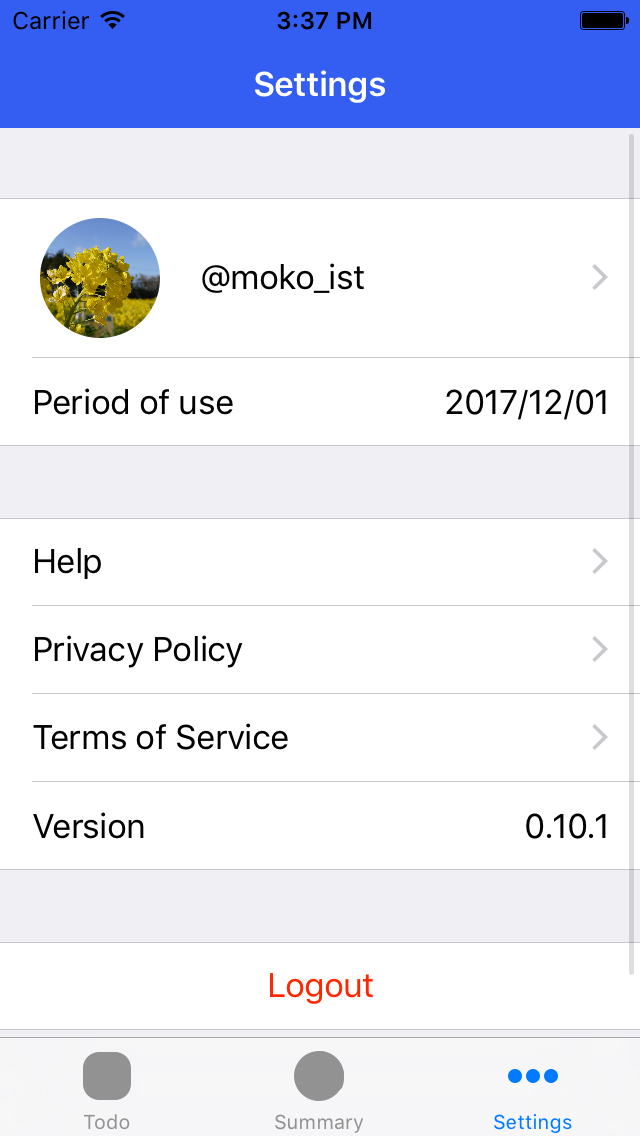 Carrier 3:37 PM
Settings
@moko_ist
Period of use 2017/12/01
Help
Privacy Policy
Terms of Service
Version 0.10.1
Logout
Todo Summary Settings